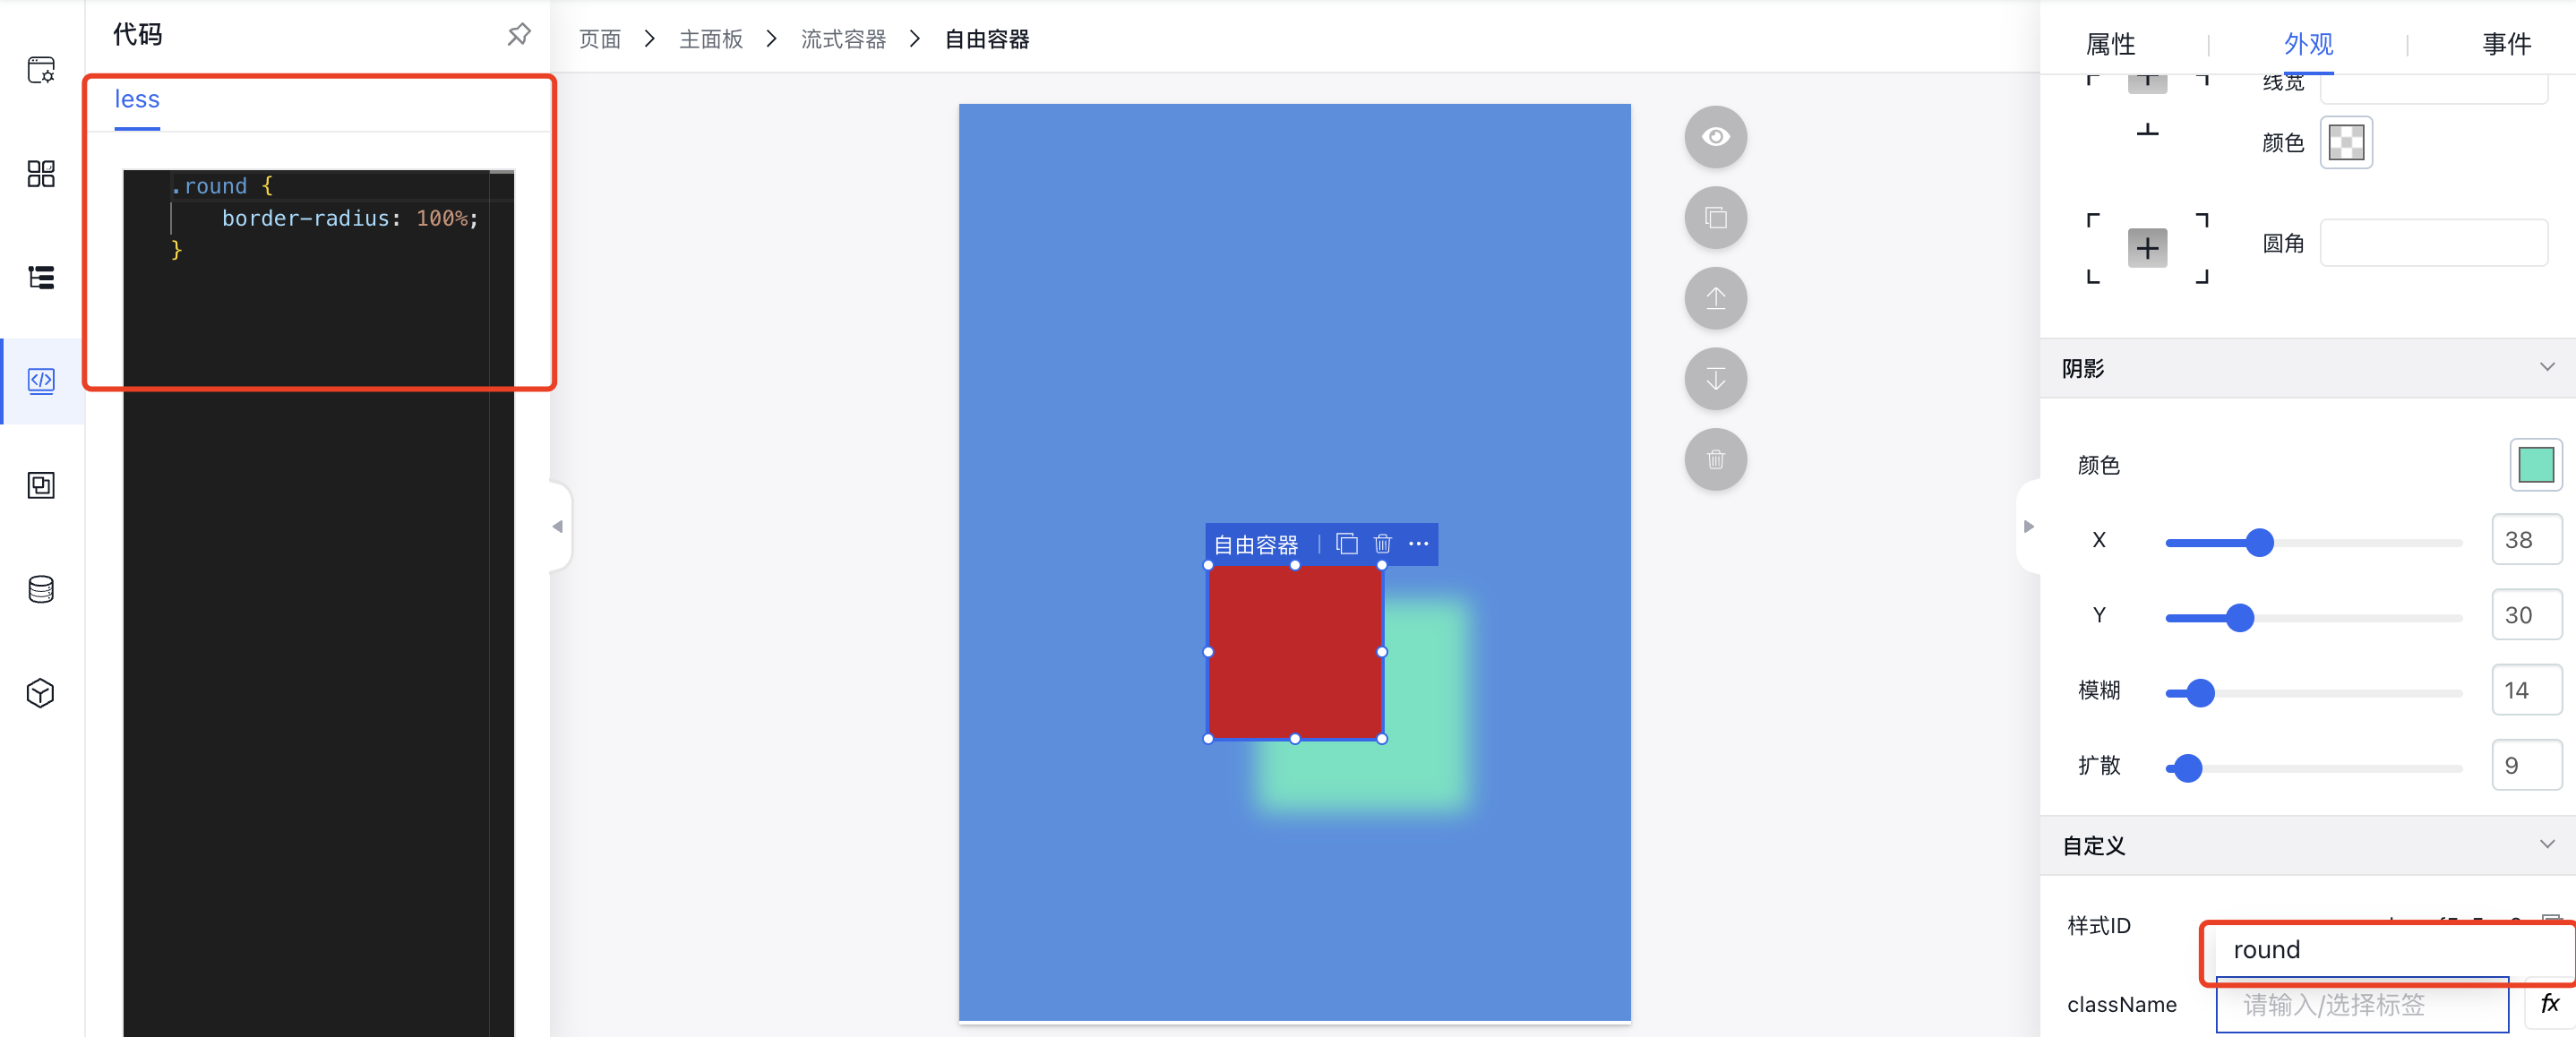 代码
less
.round {
border-radius: 100%;
}
页面 > 主面板 > 流式容器 > 自由容器
自由容器
属性 | 外观 | 事件
线宽
颜色
圆角
阴影
颜色
X 38
Y 30
模糊 14
扩散 9
自定义
样式ID
round
className 请输入/选择标签 fx